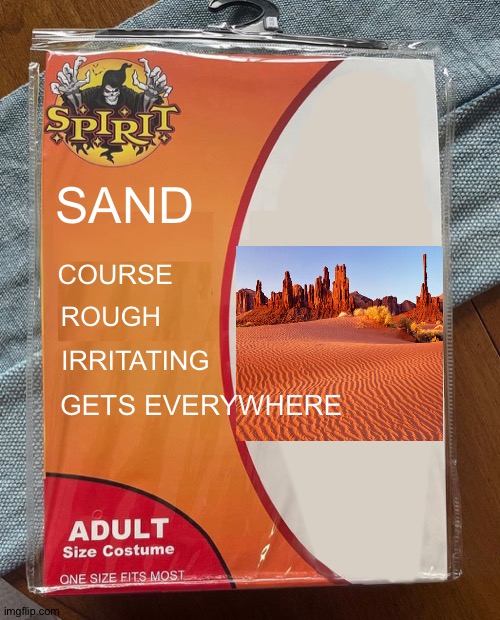 SPIRIT
SAND
COURSE
ROUGH
IRRITATING
GETS EVERYWHERE
ADULT
Size Costume
ONE SIZE FITS MOST
imgflip.com